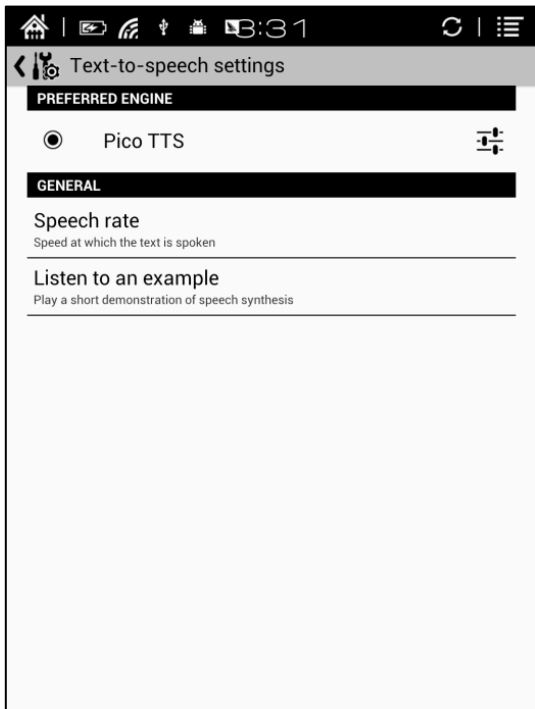 3:31
Text-to-speech settings
PREFERRED ENGINE
Pico TTS
GENERAL
Speech rate
Speed at which the text is spoken
Listen to an example
Play a short demonstration of speech synthesis